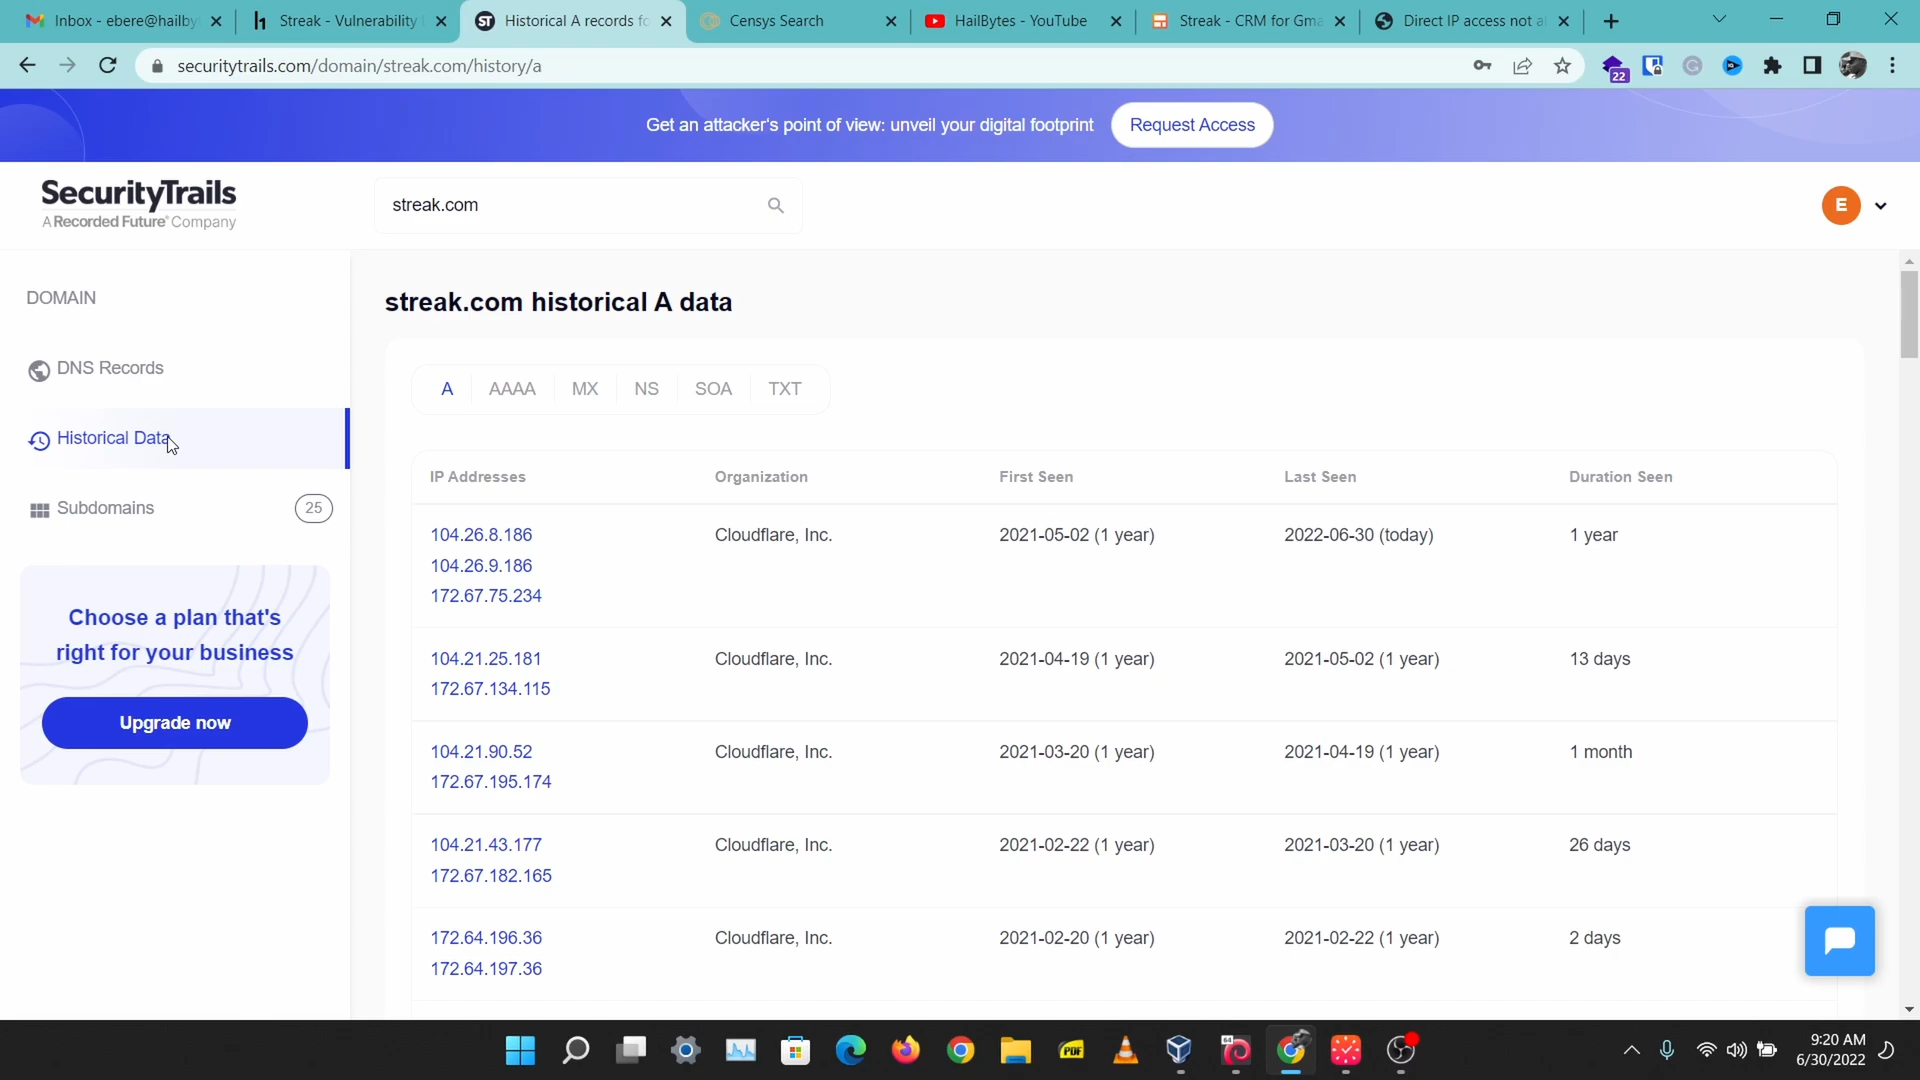 Inbox - ebere@hailby
Streak - Vulnerability
Historical A records fo
Censys Search
HailBytes - YouTube
Streak - CRM for Gma
Direct IP access not a
securitytrails.com/domain/streak.com/history/a
22
Get an attacker's point of view: unveil your digital footprint
Request Access
SecurityTrails
A Recorded Future® Company
streak.com
E
DOMAIN
DNS Records
Historical Data
Subdomains
25
Choose a plan that's
right for your business
Upgrade now
streak.com historical A data
A AAAA MX NS SOA TXT
IP Addresses Organization First Seen Last Seen Duration Seen
104.26.8.186 Cloudflare, Inc. 2021-05-02 (1 year) 2022-06-30 (today) 1 year
104.26.9.186
172.67.75.234
104.21.25.181 Cloudflare, Inc. 2021-04-19 (1 year) 2021-05-02 (1 year) 13 days
172.67.134.115
104.21.90.52 Cloudflare, Inc. 2021-03-20 (1 year) 2021-04-19 (1 year) 1 month
172.67.195.174
104.21.43.177 Cloudflare, Inc. 2021-02-22 (1 year) 2021-03-20 (1 year) 26 days
172.67.182.165
172.64.196.36 Cloudflare, Inc. 2021-02-20 (1 year) 2021-02-22 (1 year) 2 days
172.64.197.36
PDF
64
9:20 AM
6/30/2022